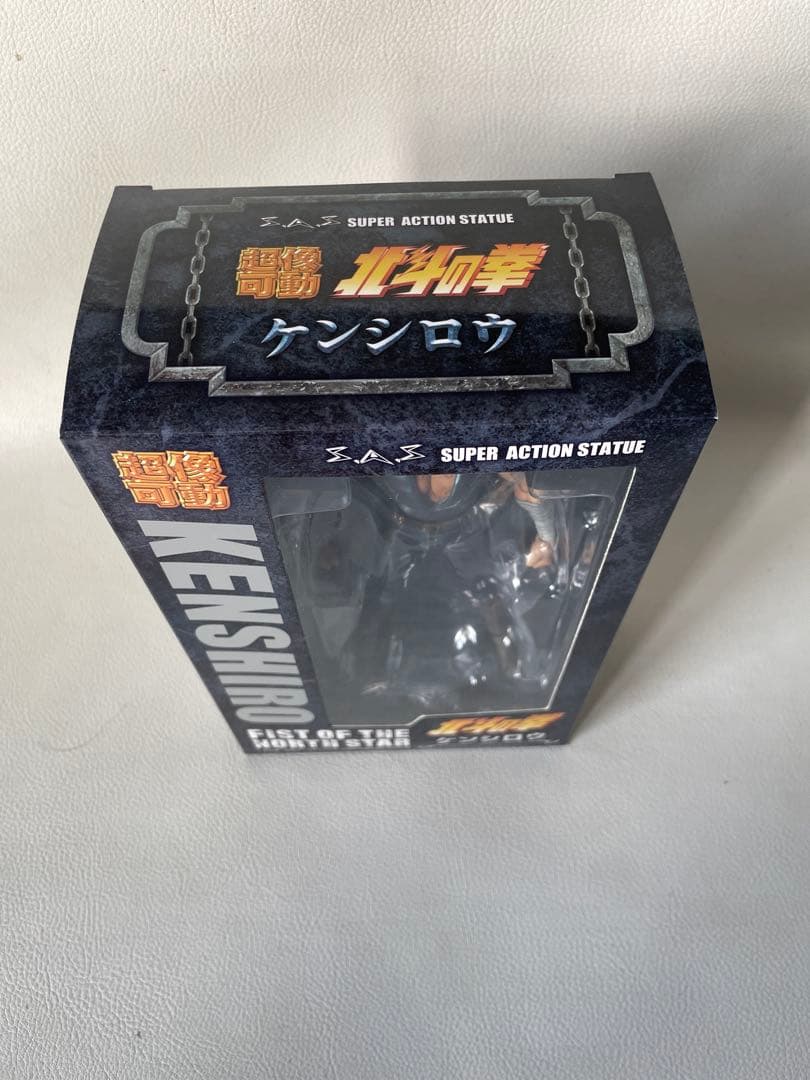 S.A.S SUPER ACTION STATUE
超像
可動
北斗の拳
ケンシロウ
S.A.S SUPER ACTION STATUE
超像
可動
KENSHIRO
FIST OF THE
NORTH STAR
北斗の拳
ケンシロウ